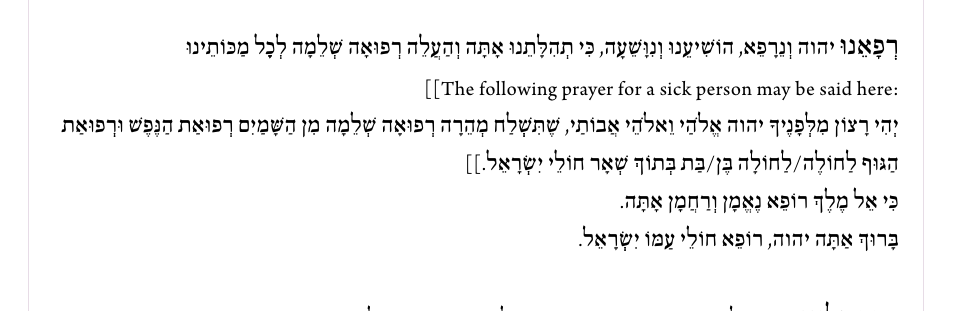 רְפָאֵנוּ יהוה וְנֵרָפֵא, הוֹשִׁיעֵנוּ וְנִוָּשֵׁעָה, כִּי תְהִלָּתֵנוּ אָתָּה וְהַעֲלֵה רְפוּאָה שְׁלֵמָה לְכׇל מַכּוֹתֵינוּ
[[The following prayer for a sick person may be said here:
יְהִי רָצוֹן מִלְּפָנֶיךָ יהוה אֱלֹהַי וֵאלֹהֵי אֲבוֹתַי, שֶׁתִּשְׁלַח מְהֵרָה רְפוּאָה שְׁלֵמָה מִן הַשָּׁמַיִם רְפוּאַת הַנֶּפֶשׁ וּרְפוּאַת
הַגּוּף לַחוֹלֶה/לַחוֹלָה בֶּן/בַּת בְּתוֹךְ שְׁאָר חוֹלֵי יִשְׂרָאֵל.]]
כִּי אֵל מֶלֶךְ רוֹפֵא נֶאֱמָן וְרַחֲמָן אָתָּה.
בָּרוּךְ אַתָּה יהוה, רוֹפֵא חוֹלֵי עַמּוֹ יִשְׂרָאֵל.